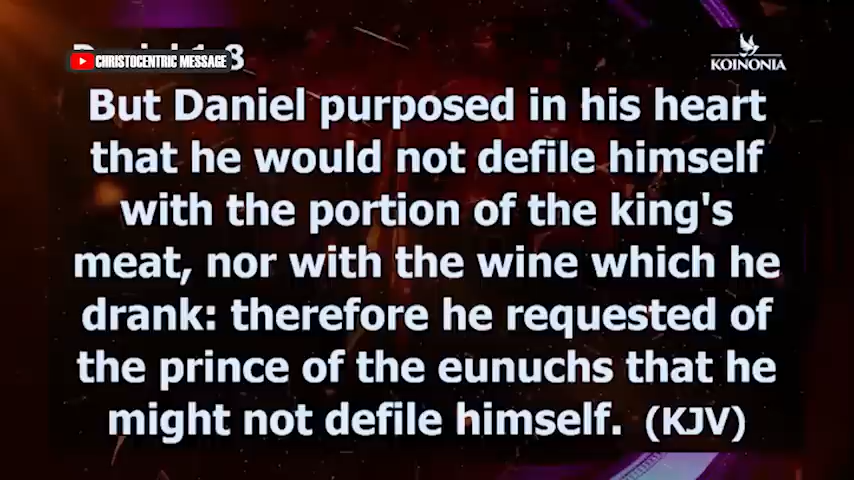 CHRISTOCENTRIC MESSAGE
KOINONIA
But Daniel purposed in his heart
that he would not defile himself
with the portion of the king's
meat, nor with the wine which he
drank: therefore he requested of
the prince of the eunuchs that he
might not defile himself. (KJV)